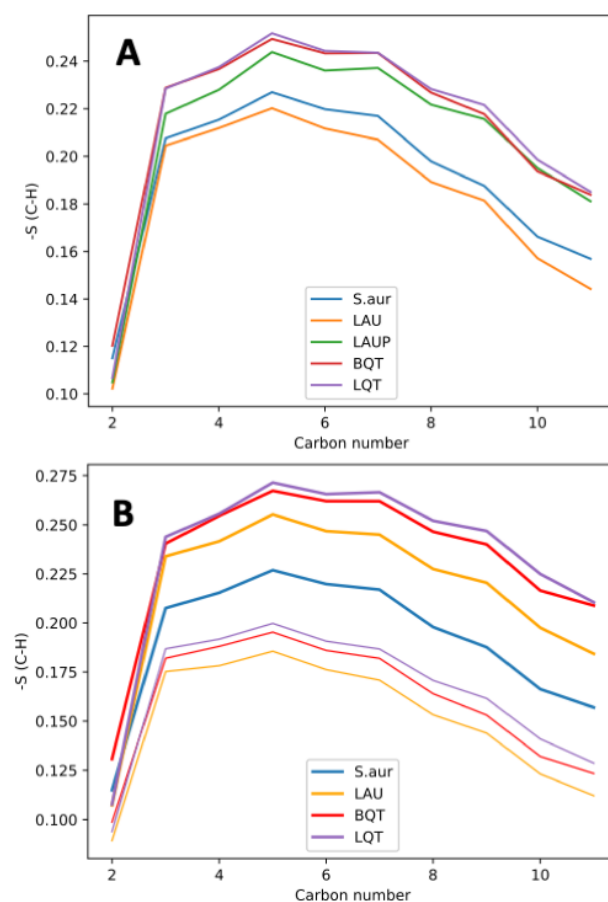 A
0.24
0.22
0.20
0.18
0.16
0.14
0.12
0.10
-S (C-H)
S.aur
LAU
LAUP
BQT
LQT
2
4
6
8
10
Carbon number
B
0.275
0.250
0.225
0.200
0.175
0.150
0.125
0.100
-S (C-H)
S.aur
LAU
BQT
LQT
2
4
6
8
10
Carbon number